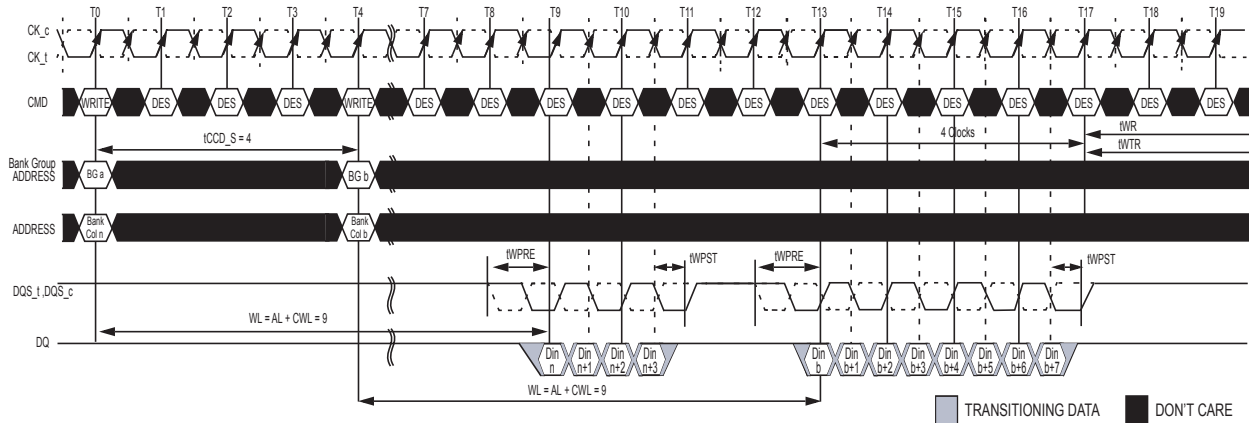 T0 T1 T2 T3 T4 T7 T8 T9 T10 T11 T12 T13 T14 T15 T16 T17 T18 T19
CK_c
CK_t
CMD WRITE DES DES DES WRITE DES DES DES DES DES DES DES DES DES DES DES DES DES
tCCD_S = 4
4 Clocks
tWR
tWTR
Bank Group
ADDRESS
BG a
BG b
ADDRESS
Bank
Col n
Bank
Col b
tWPRE
tWPST
tWPRE
tWPST
DQS_t ,DQS_c
WL = AL + CWL = 9
DQ
Din
n
Din
n+1
Din
n+2
Din
n+3
Din
b
Din
b+1
Din
b+2
Din
b+3
Din
b+4
Din
b+5
Din
b+6
Din
b+7
WL = AL + CWL = 9
TRANSITIONING DATA
DON'T CARE